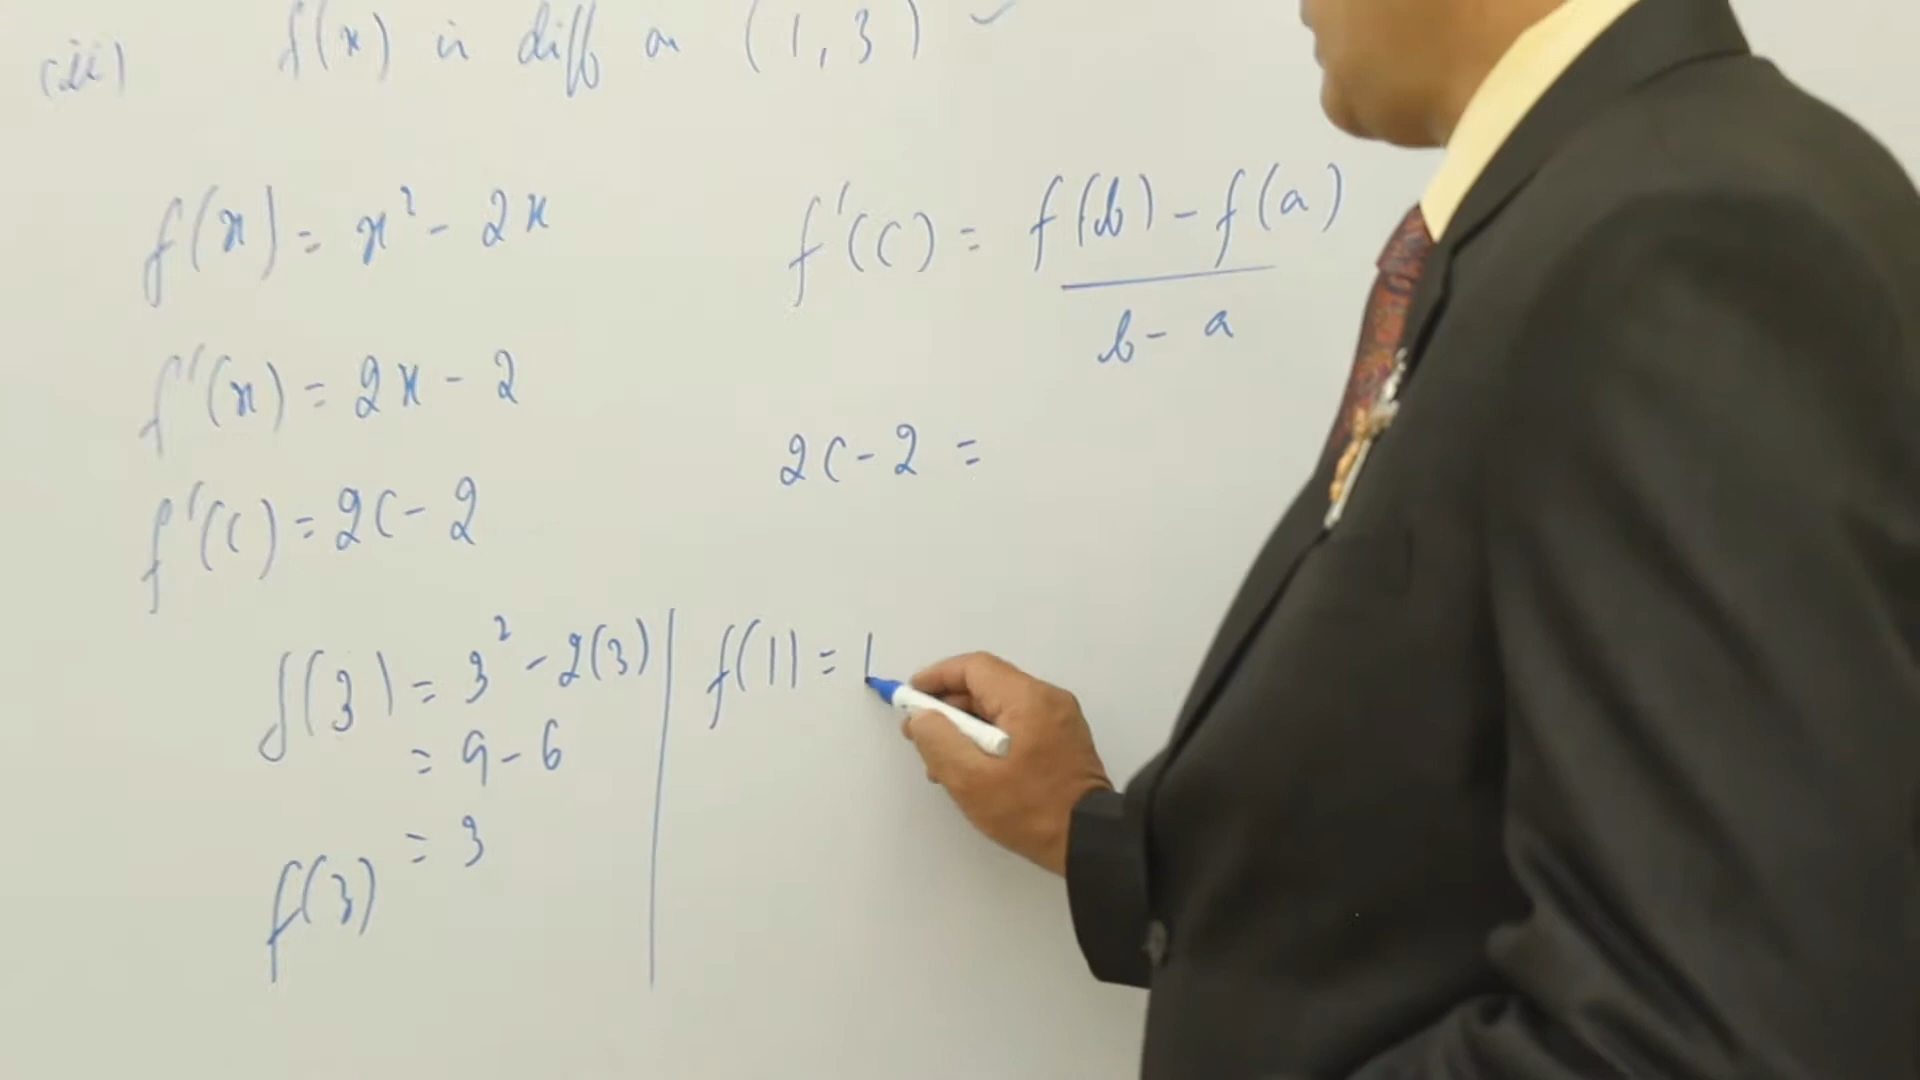 (ii) f(x) is diff on (1, 3) ✓
f(x) = x² - 2x
f'(x) = 2x - 2
f'(c) = 2c - 2
f'(c) = f(b) - f(a)
b - a
2c - 2 =
f(3) = 3² - 2(3)
= 9 - 6
= 3
f(3)
f(1) = 1